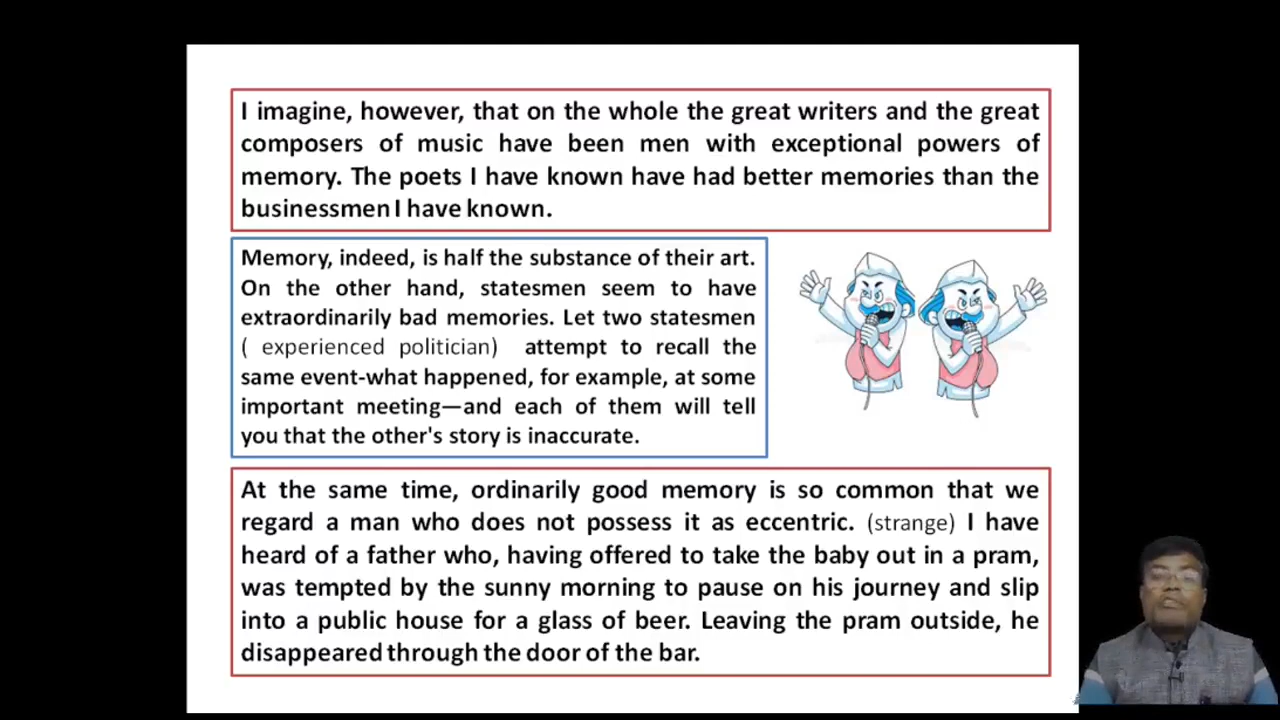 I imagine, however, that on the whole the great writers and the great
composers of music have been men with exceptional powers of
memory. The poets I have known have had better memories than the
businessmen I have known.
Memory, indeed, is half the substance of their art.
On the other hand, statesmen seem to have
extraordinarily bad memories. Let two statesmen
( experienced politician) attempt to recall the
same event-what happened, for example, at some
important meeting—and each of them will tell
you that the other's story is inaccurate.
At the same time, ordinarily good memory is so common that we
regard a man who does not possess it as eccentric. (strange) I have
heard of a father who, having offered to take the baby out in a pram,
was tempted by the sunny morning to pause on his journey and slip
into a public house for a glass of beer. Leaving the pram outside, he
disappeared through the door of the bar.